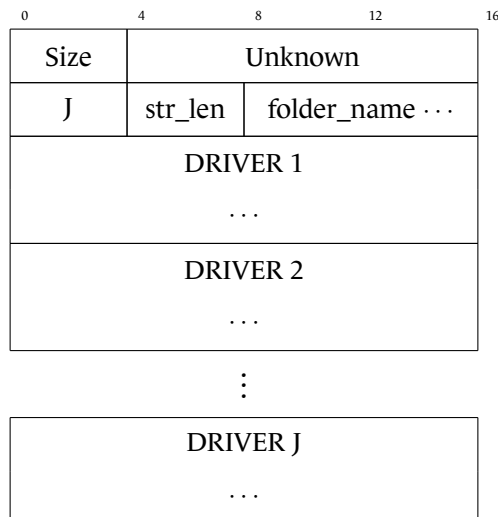 0 4 8 12 16
Size Unknown
J str_len folder_name ···
DRIVER 1
···
DRIVER 2
···
⋮
DRIVER J
···